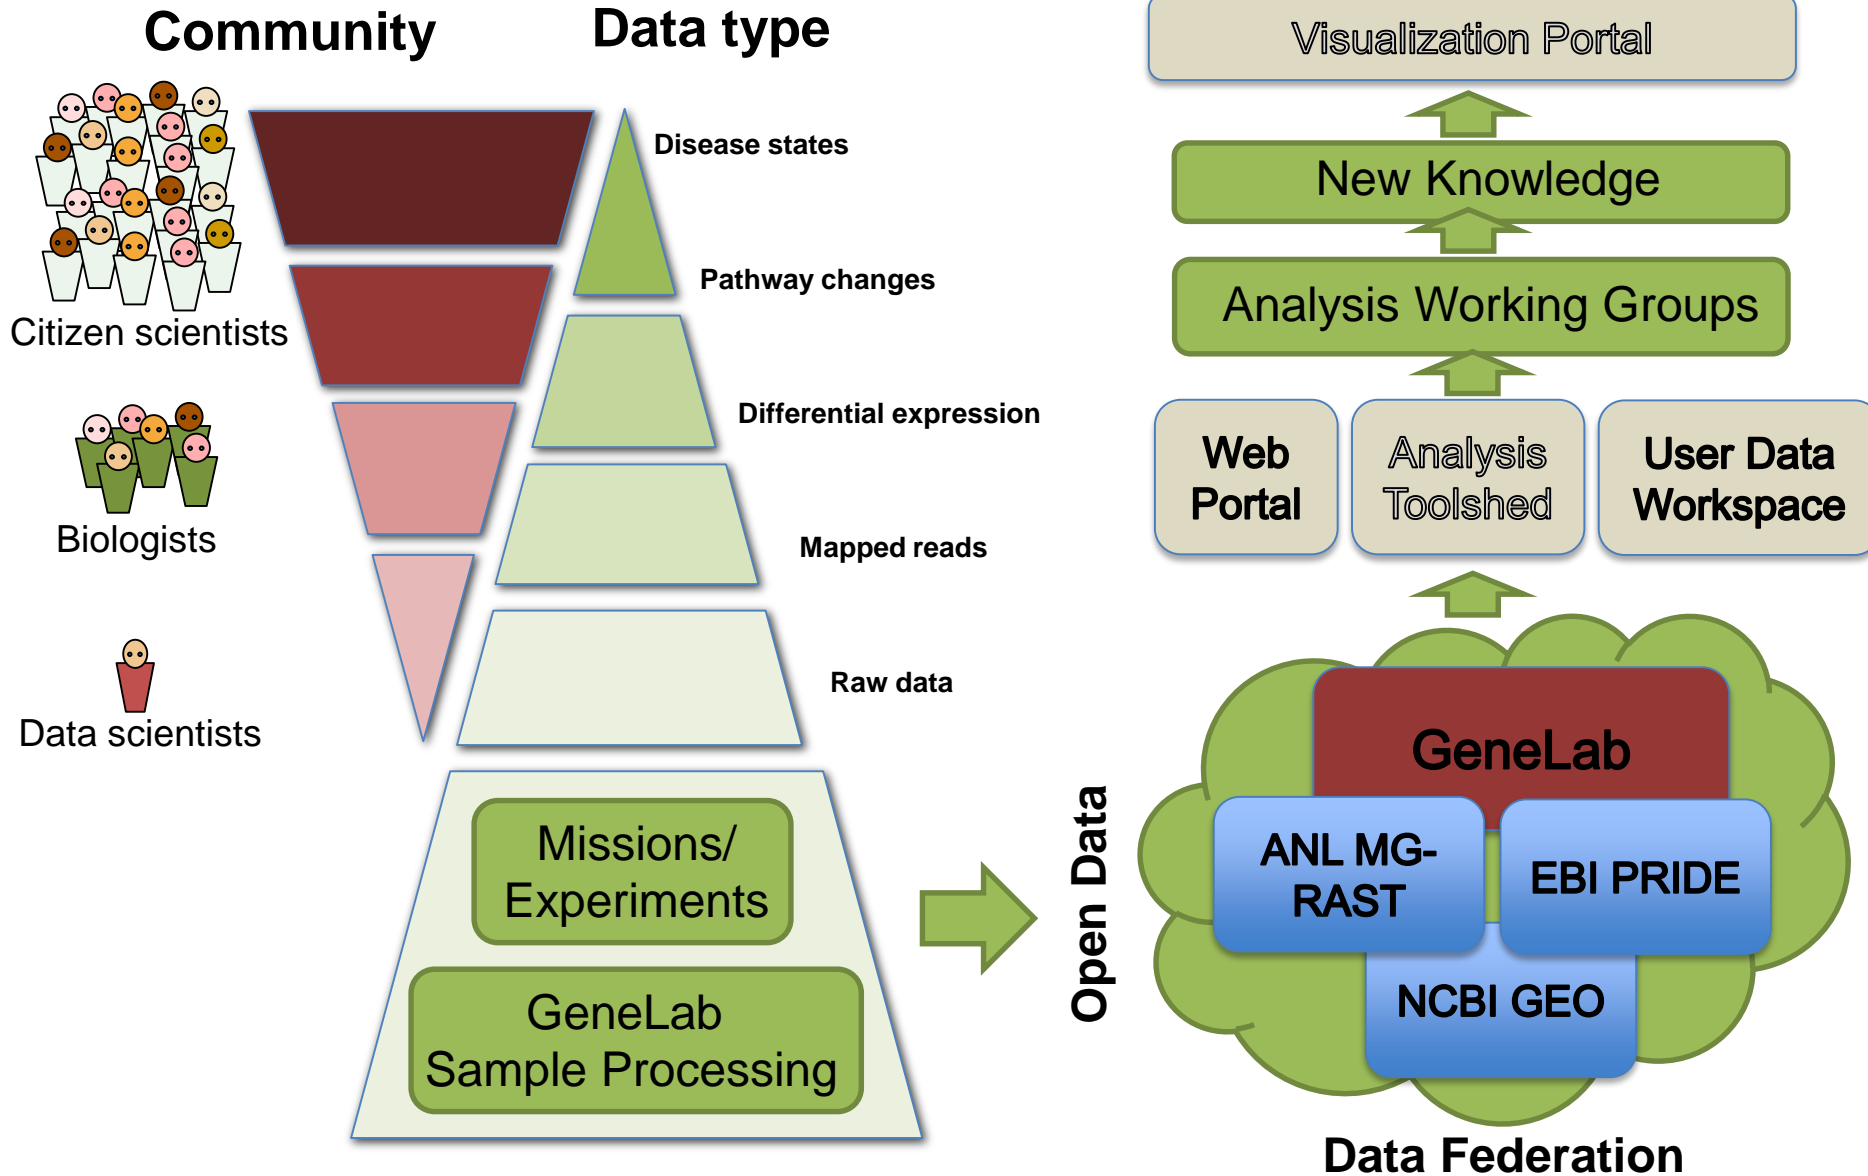 Community
Data type
Citizen scientists
Biologists
Data scientists
Disease states
Pathway changes
Differential expression
Mapped reads
Raw data
Missions/
Experiments
GeneLab
Sample Processing
Visualization Portal
New Knowledge
Analysis Working Groups
Web
Portal
Analysis
Toolshed
User Data
Workspace
Open Data
GeneLab
ANL MG-
RAST
EBI PRIDE
NCBI GEO
Data Federation